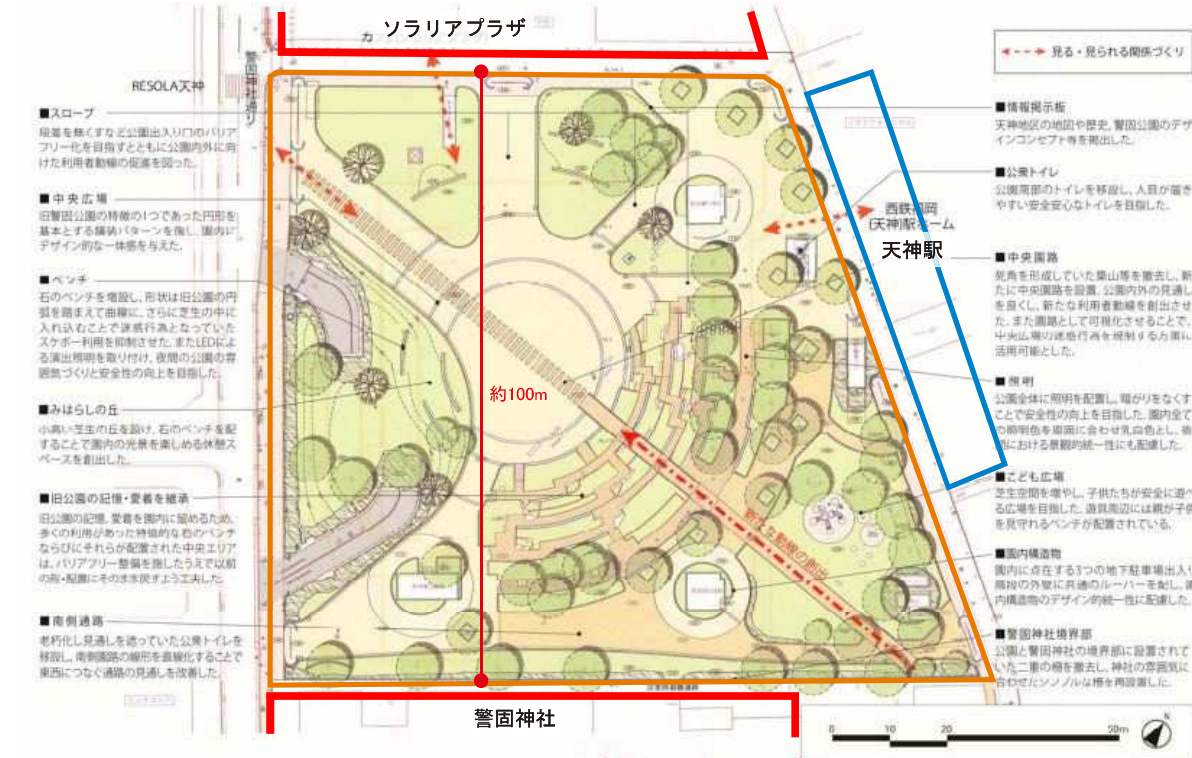 ソラリアプラザ
カ
警固神社通り
RESOLA天神
見る・見られる関係づくり
■スロープ
段差を無くすなど公園出入り口のバリア
フリー化を目指すとともに公園内外に向
けた利用者動線の促進を図った。
■中央広場
旧警固公園の特徴の1つであった円形を
基本とする舗装パターンを施し、
デザイン的な一体感を与えた。
■ベンチ
石のベンチを増設し、形状は旧公園の円
弧を踏まえて曲線に、さらに芝生の中に
入れ込むことで迷惑行為となっていた
スケボー利用を抑制させた。またLEDによ
る演出照明を取り付け、夜間の公園の雰
囲気づくりと安全性の向上を目指した。
■みはらしの丘
小高い芝生の丘を設け、石のベンチを配
することで園内の光景を楽しめる休憩ス
ペースを創出した。
■旧公園の記憶・愛着を継承
旧公園の記憶、愛着を園内に留めるため、
多くの利用があった特徴的な石のベンチ
ならびにそれらが配置された中央エリア
は、バリアフリー整備を施したうえで以前
の形・配置にそのまま戻すよう工夫した。
■南側通路
老朽化し見通しを遮っていた公衆トイレを
移設し、南側園路の線形を直線化することで
東西につなぐ通路の見通しを改善した。
約100m
新たな動線の創出
西鉄福岡
(天神)駅ホーム
天神駅
■情報掲示板
天神地区の地図や歴史、警固公園のデザ
インコンセプト等を掲出した。
■公衆トイレ
公園南部のトイレを移設し、人目が届き
やすい安全安心なトイレを目指した。
■中央園路
死角を形成していた築山等を撤去し、新
たに中央園路を設置。公園内外の見通し
を良くし、新たな利用者動線を創出させ
た。また園路として可視化させることで、
中央広場の迷惑行為を規制する方策に
活用可能とした。
■照明
公園全体に照明を配置し、暗がりをなくす
ことで安全性の向上を目指した。園内全て
の照明色を周囲に合わせ乳白色とし、夜
間における景観的統一性にも配慮した。
■こども広場
芝生空間を増やし、子供たちが安全に遊べ
る広場を目指した。遊具周辺には親が子供
を見守れるベンチが配置されている。
■園内構造物
園内に点在する3つの地下駐車場出入り
階段の外壁に共通のルーバーを配し、園
内構造物のデザイン的統一性に配慮した。
■警固神社境界部
公園と警固神社の境界部に設置されて
いた二重の柵を撤去し、神社の雰囲気に
合わせたシンプルな柵を再設置した。
警固神社
0 10 20 50m
N